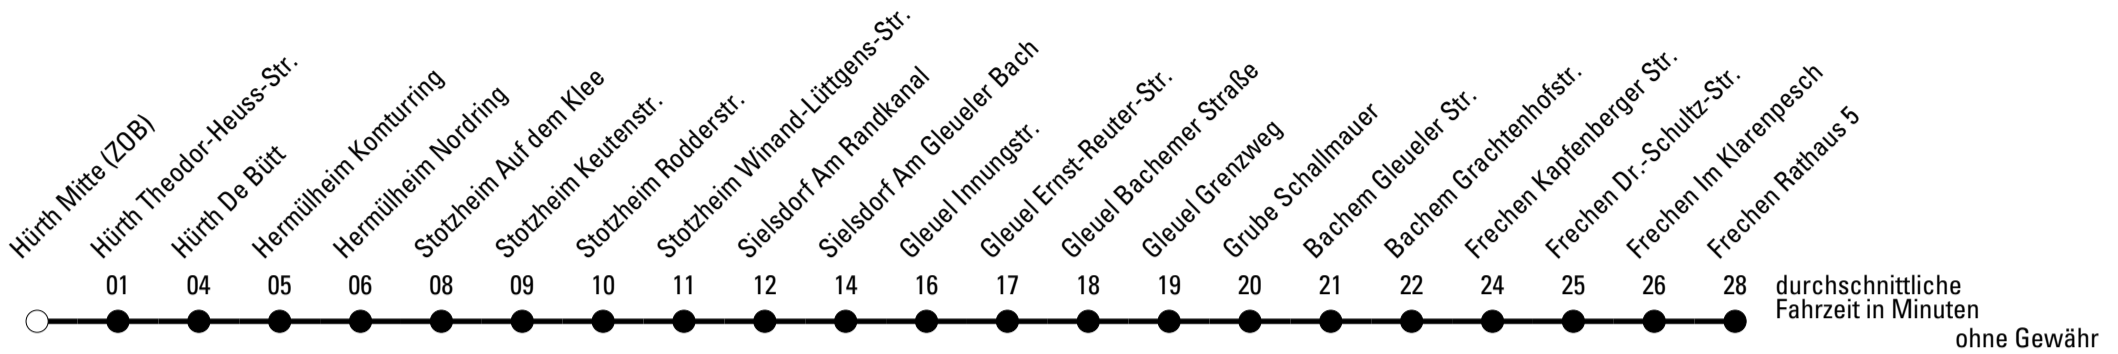 Hürth Mitte (ZOB)
Hürth Theodor-Heuss-Str.
Hürth De Bütt
Hermülheim Komturring
Hermülheim Nordring
Stotzheim Auf dem Klee
Stotzheim Keutenstr.
Stotzheim Rodderstr.
Stotzheim Winand-Lüttgens-Str.
Sielsdorf Am Randkanal
Sielsdorf Am Gleueler Bach
Gleuel Innungstr.
Gleuel Ernst-Reuter-Str.
Gleuel Bachemer Straße
Gleuel Grenzweg
Grube Schallmauer
Bachem Gleueler Str.
Bachem Grachtenhofstr.
Frechen Kapfenberger Str.
Frechen Dr.-Schultz-Str.
Frechen Im Klarenpesch
Frechen Rathaus 5
01 04 05 06 08 09 10 11 12 14 16 17 18 19 20 21 22 24 25 26 28
durchschnittliche
Fahrzeit in Minuten
ohne Gewähr